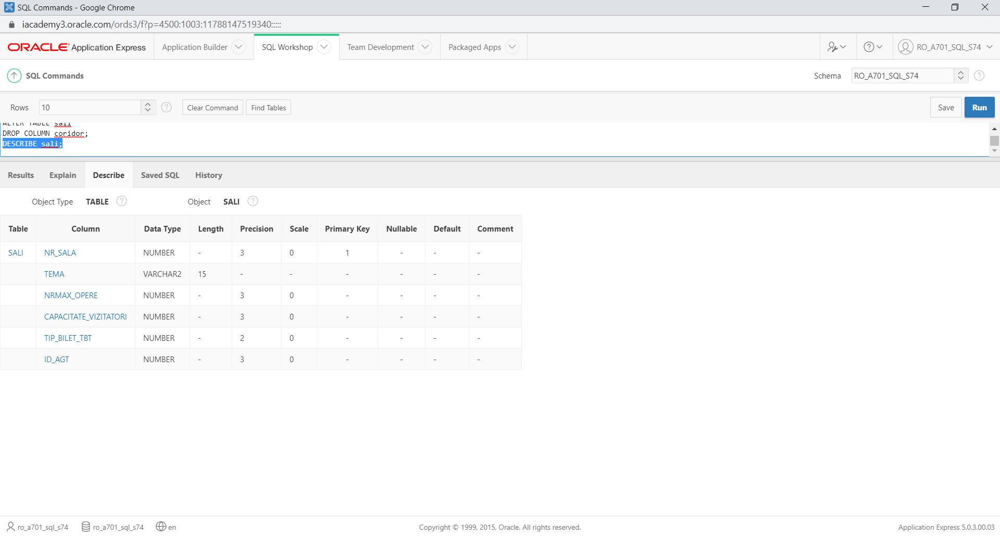 SQL Commands - Google Chrome
iacademy3.oracle.com/ords3/f?p=4500:1003:11788147519340:::::
ORACLE Application Express Application Builder SQL Workshop Team Development Packaged Apps RO_A701_SQL_S74
SQL Commands Schema RO_A701_SQL_S74
Rows 10 Clear Command Find Tables Save Run
ALTER TABLE sali
DROP COLUMN coridor;
DESCRIBE sali;
Results Explain Describe Saved SQL History
Object Type TABLE Object SALI
Table Column Data Type Length Precision Scale Primary Key Nullable Default Comment
SALI NR_SALA NUMBER - 3 0 1 - - -
TEMA VARCHAR2 15 - - - - - -
NRMAX_OPERE NUMBER - 3 0 - - - -
CAPACITATE_VIZITATORI NUMBER - 3 0 - - - -
TIP_BILET_TBT NUMBER - 2 0 - - - -
ID_AGT NUMBER - 3 0 - - - -
ro_a701_sql_s74 ro_a701_sql_s74 en Copyright © 1999, 2015, Oracle. All rights reserved. Application Express 5.0.3.00.03